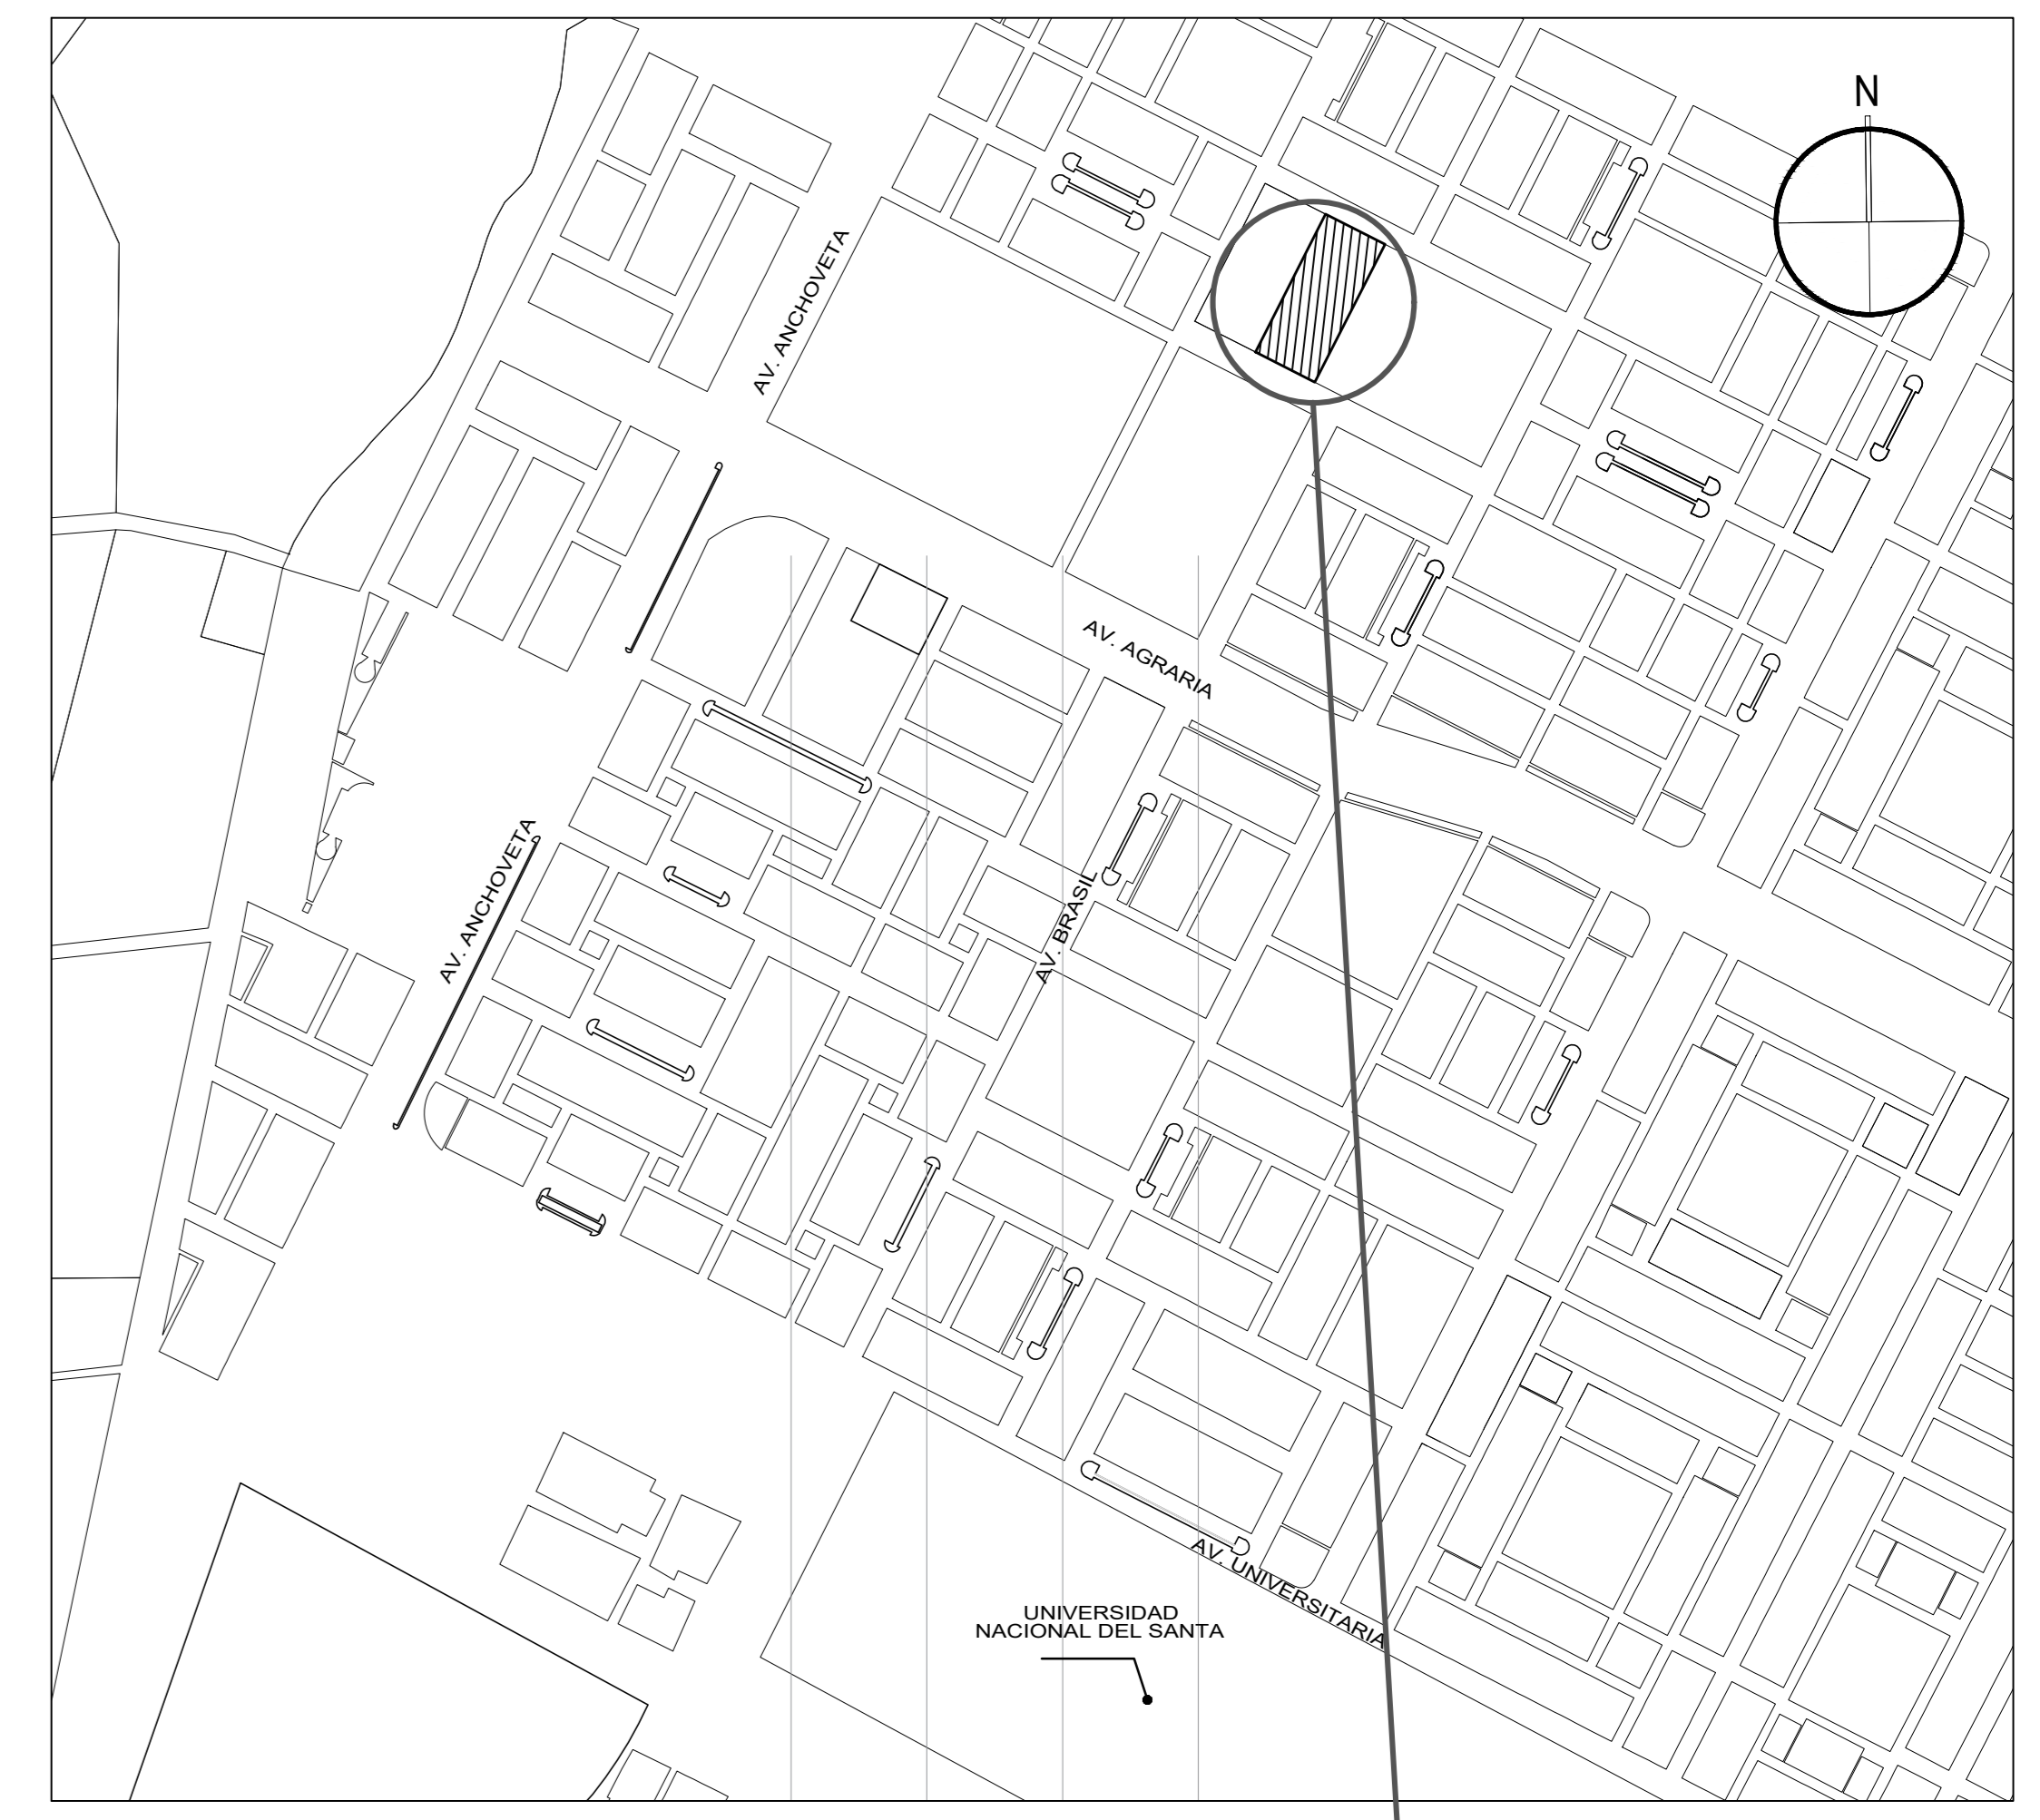 N
AV. ANCHOVETA
AV. AGRARIA
AV. ANCHOVETA
AV. BRASIL
AV. UNIVERSITARIA
UNIVERSIDAD
NACIONAL DEL SANTA